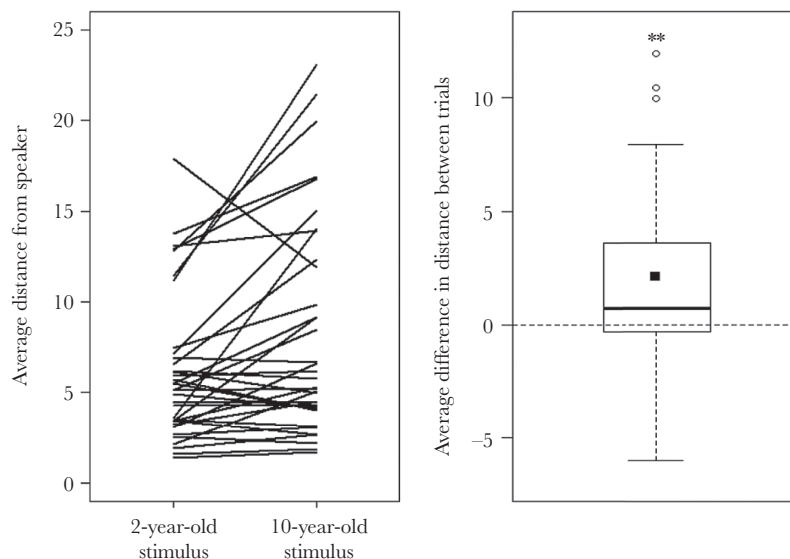 25
20
15
10
5
0
Average distance from speaker
2-year-old
stimulus
10-year-old
stimulus
**
10
5
0
−5
Average difference in distance between trials